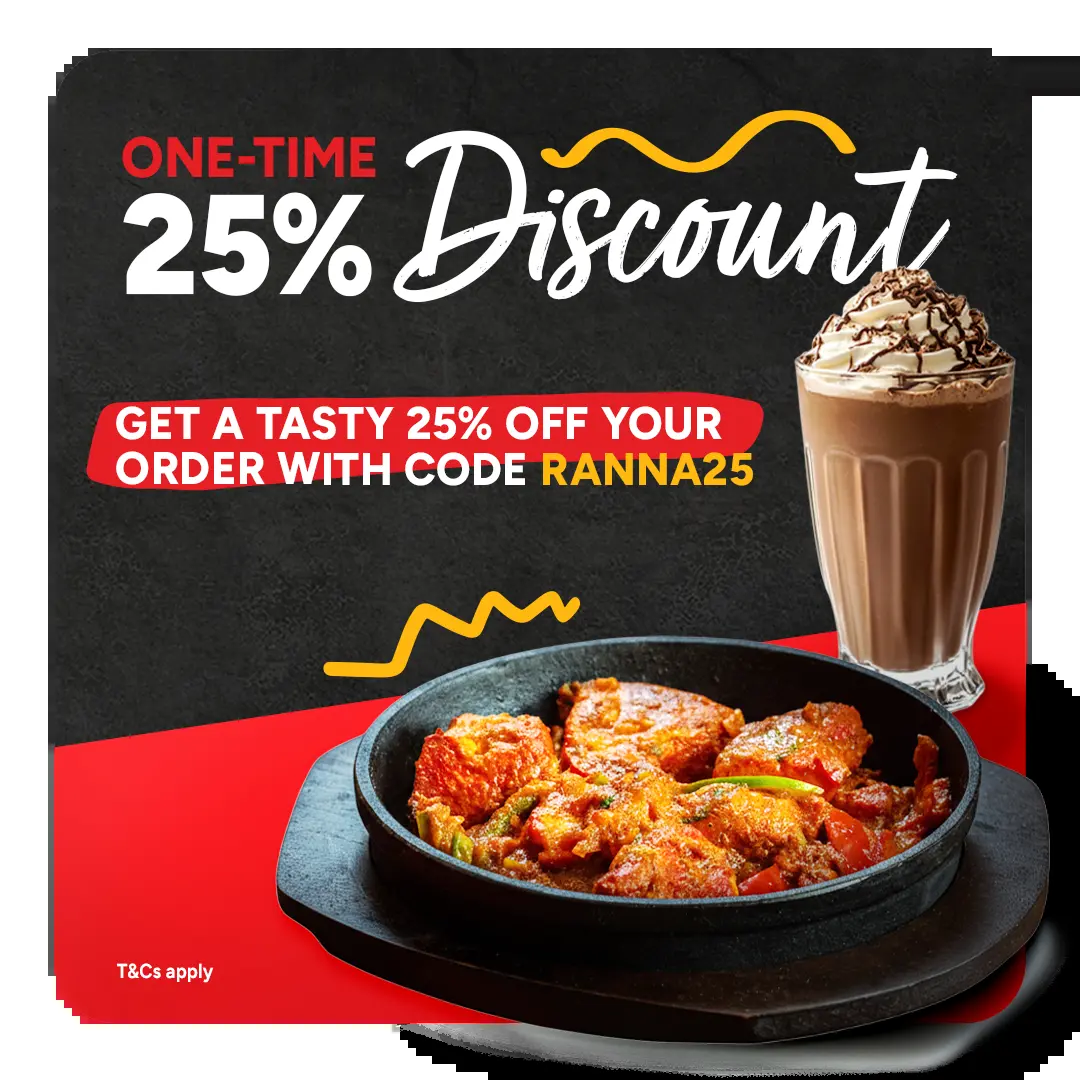 ONE-TIME
25% Discount
GET A TASTY 25% OFF YOUR
ORDER WITH CODE RANNA25
T&Cs apply